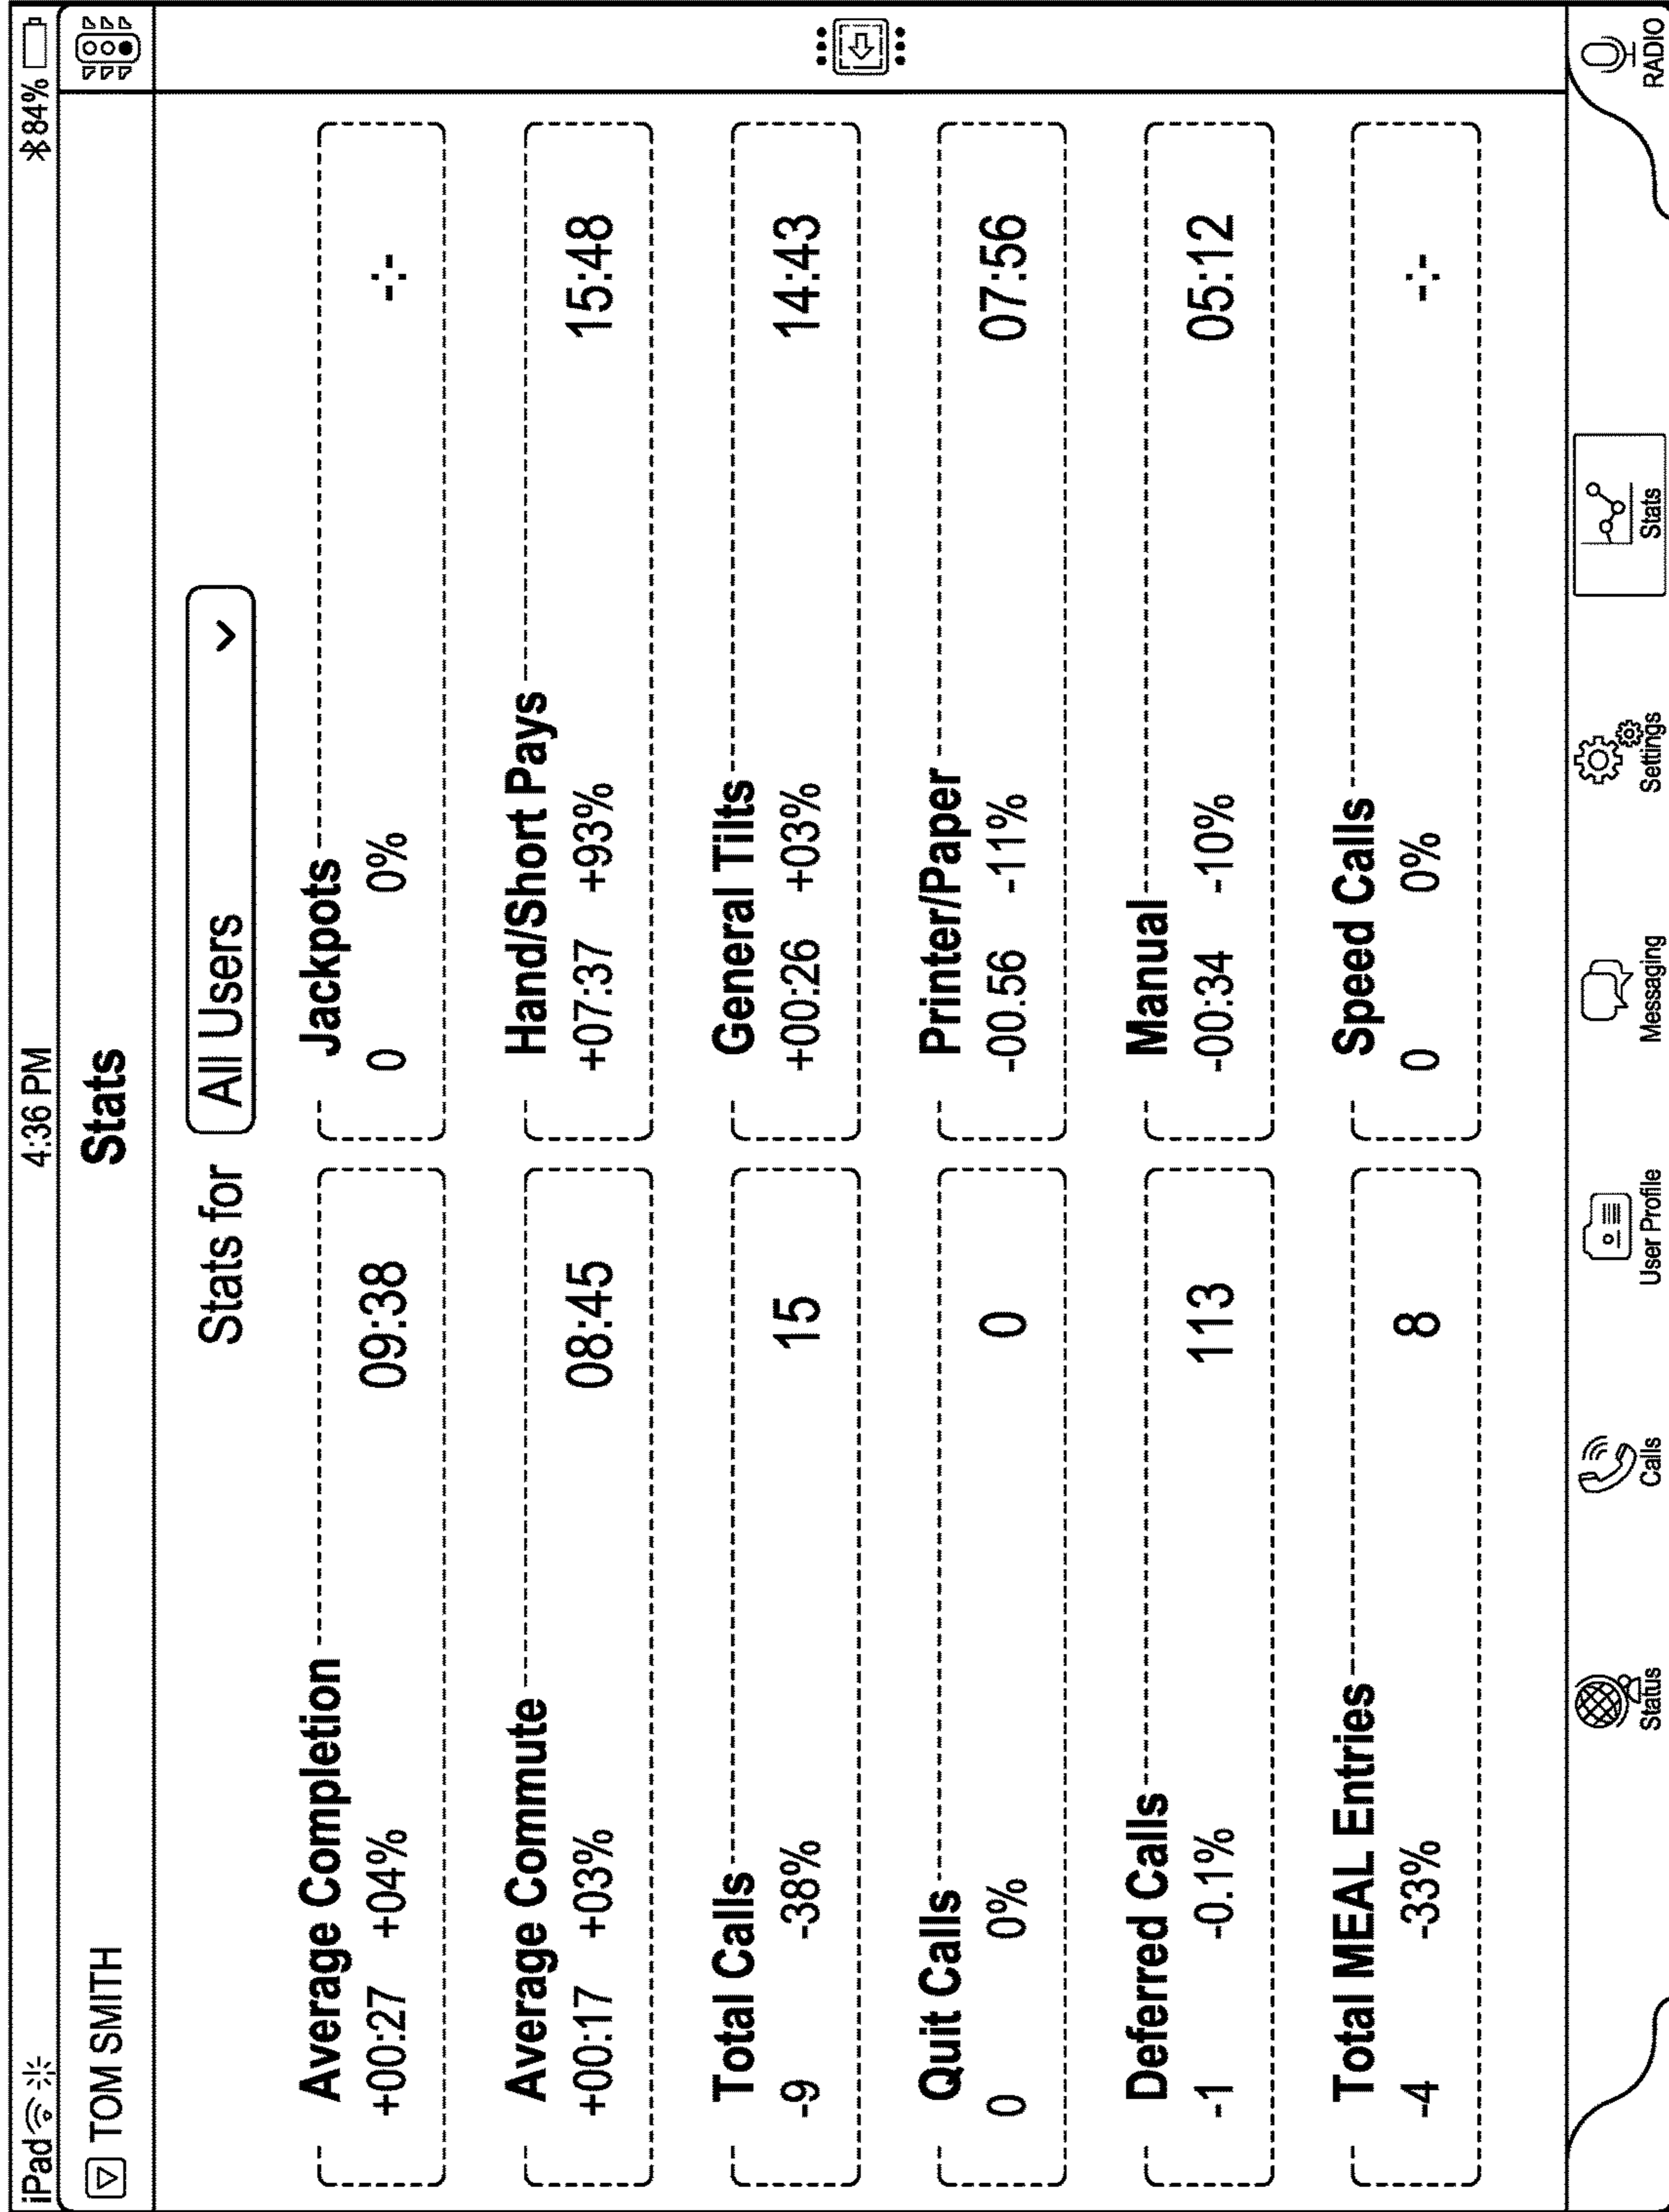 iPad 4:36 PM 84%
TOM SMITH Stats
Stats for All Users
Average Completion
+00:27 +04% 09:38
Jackpots
0 0% -:-
Average Commute
+00:17 +03% 08:45
Hand/Short Pays
+07:37 +93% 15:48
Total Calls
-9 -38% 15
General Tilts
+00:26 +03% 14:43
Quit Calls
0 0% 0
Printer/Paper
-00.56 -11% 07:56
Deferred Calls
-1 -0.1% 113
Manual
-00:34 -10% 05:12
Total MEAL Entries
-4 -33% 8
Speed Calls
0 0% -:-
Status Calls User Profile Messaging Settings Stats RADIO